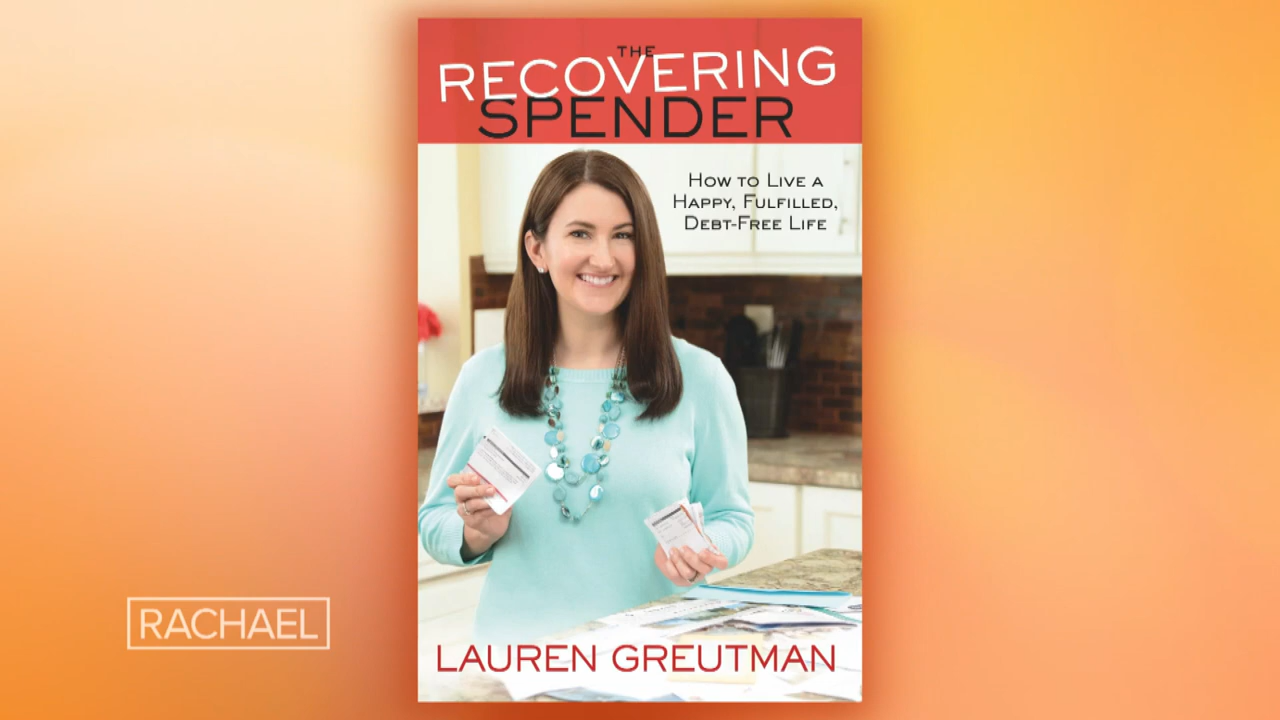 THE
RECOVERING
SPENDER
HOW TO LIVE A
HAPPY, FULFILLED,
DEBT-FREE LIFE
LAUREN GREUTMAN
RACHAEL